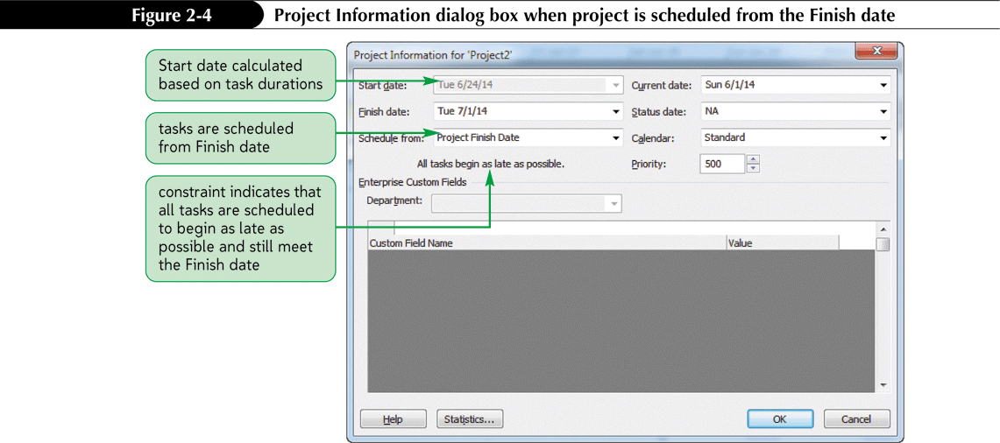 Figure 2-4
Project Information dialog box when project is scheduled from the Finish date
Start date calculated
based on task durations
tasks are scheduled
from Finish date
constraint indicates that
all tasks are scheduled
to begin as late as
possible and still meet
the Finish date
Project Information for 'Project2'
Start date: Tue 6/24/14 Current date: Sun 6/1/14
Finish date: Tue 7/1/14 Status date: NA
Schedule from: Project Finish Date Calendar: Standard
All tasks begin as late as possible. Priority: 500
Enterprise Custom Fields
Department:
Custom Field Name Value
Help Statistics... OK Cancel